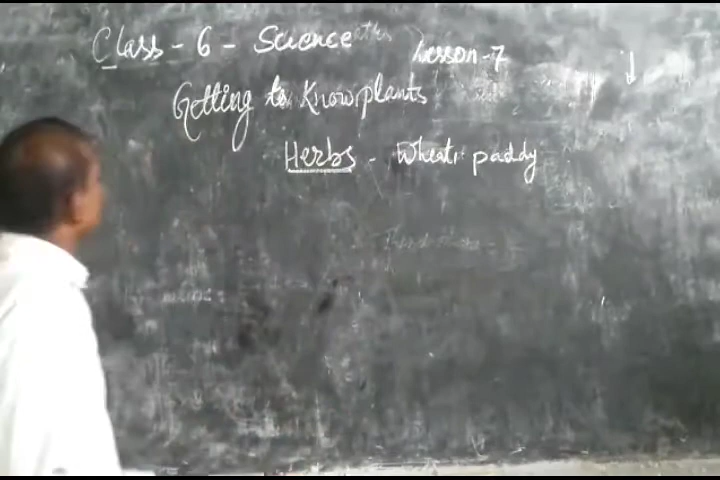 Class - 6 - Science Lesson-7
Getting to Know plants
Herbs - Wheat, paddy